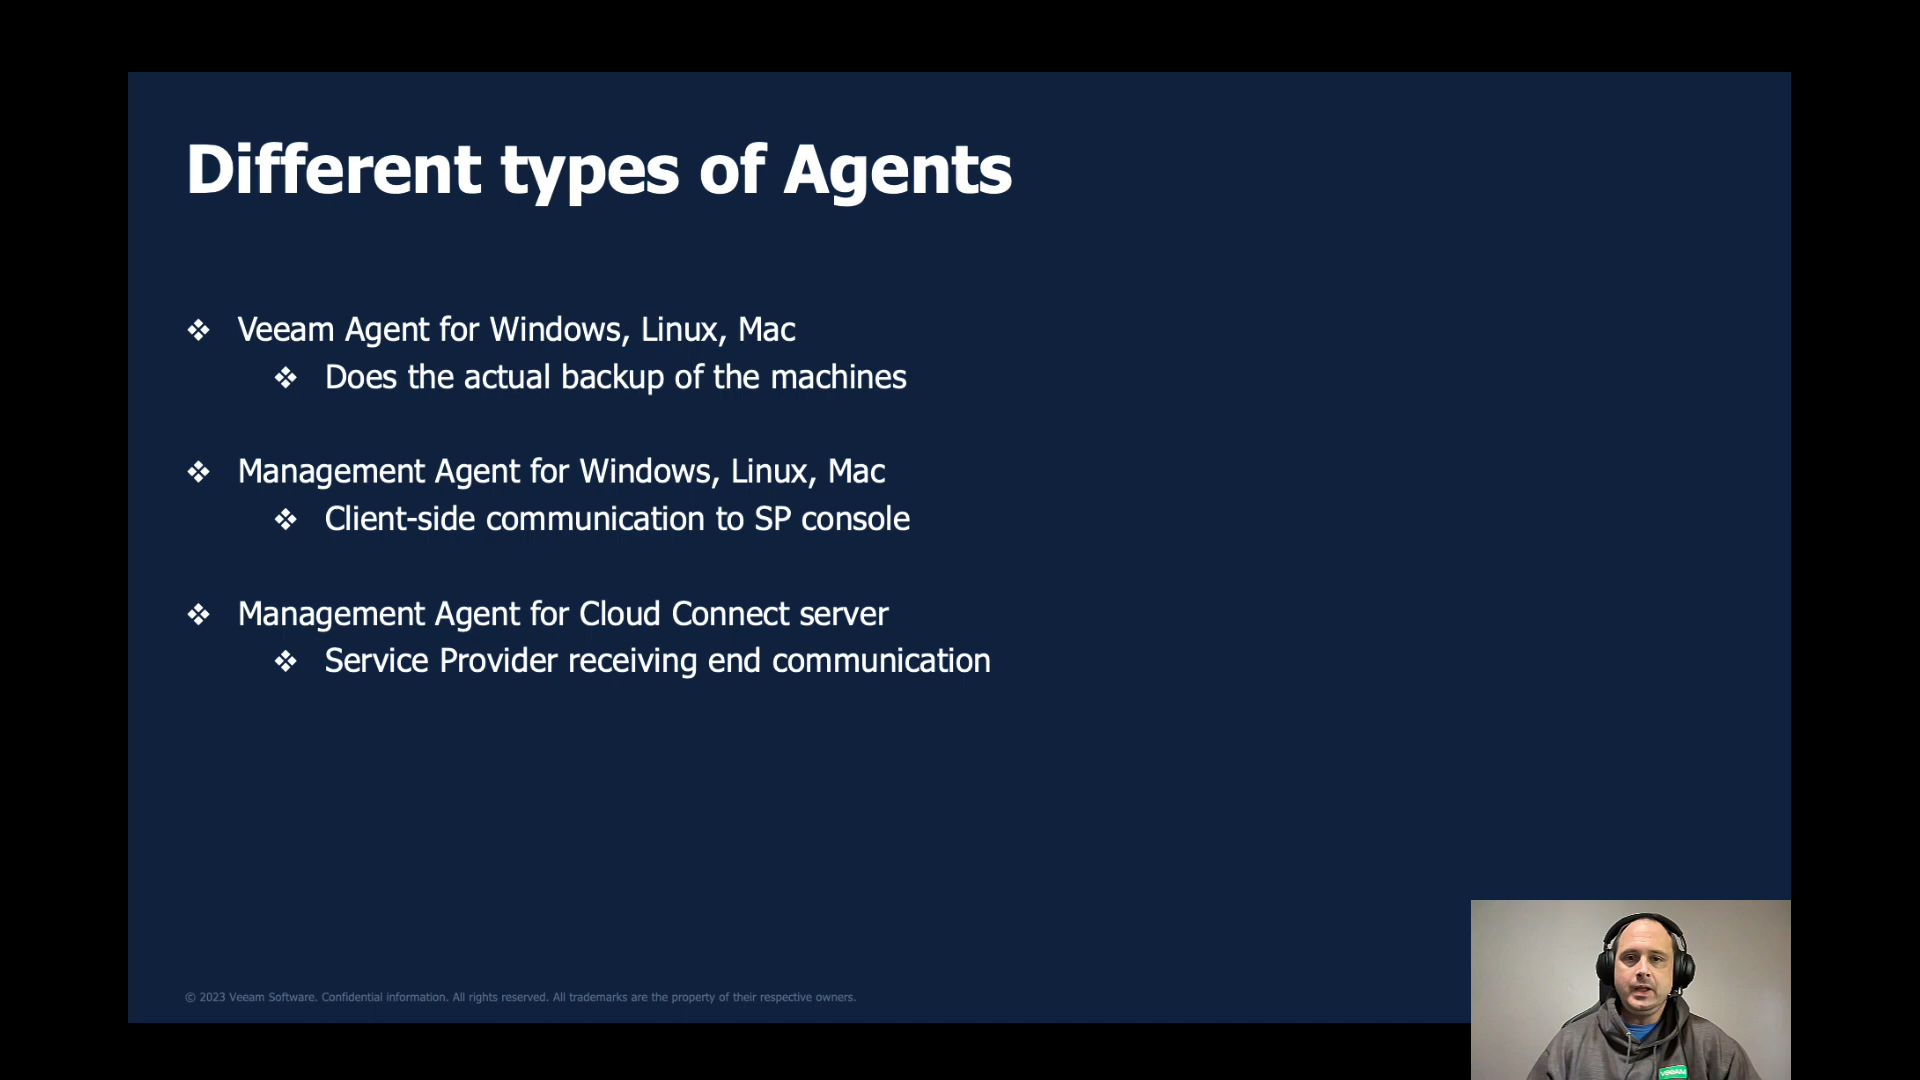 Different types of Agents
❖ Veeam Agent for Windows, Linux, Mac
❖ Does the actual backup of the machines
❖ Management Agent for Windows, Linux, Mac
❖ Client-side communication to SP console
❖ Management Agent for Cloud Connect server
❖ Service Provider receiving end communication
© 2023 Veeam Software. Confidential information. All rights reserved. All trademarks are the property of their respective owners.
veeam